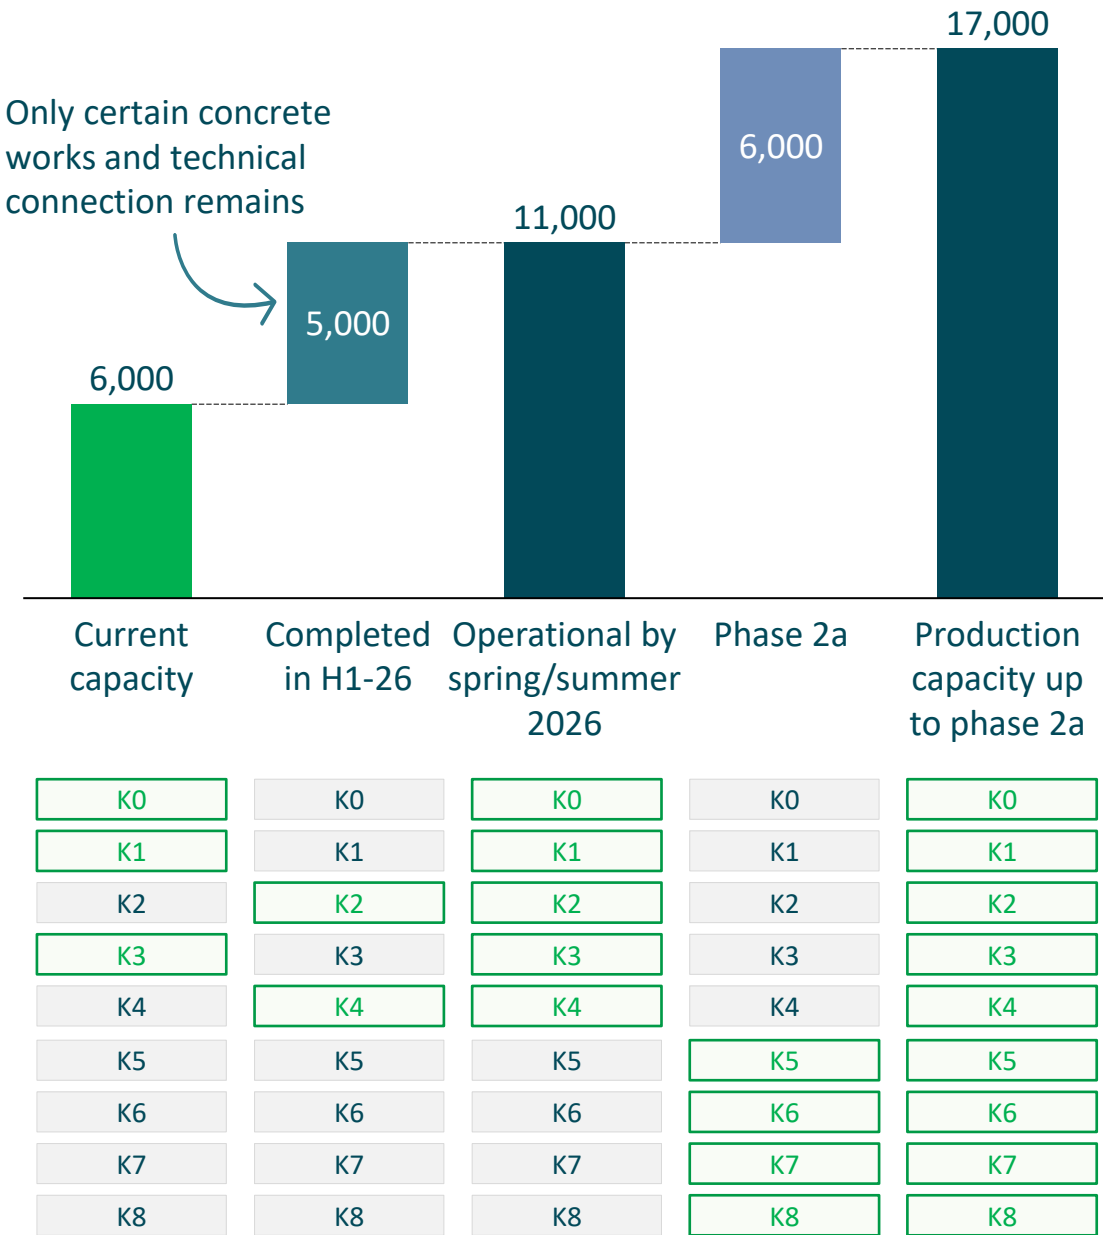 17,000
Only certain concrete
works and technical
connection remains
6,000
11,000
5,000
6,000
Current
capacity
Completed
in H1-26
Operational by
spring/summer
2026
Phase 2a
Production
capacity up
to phase 2a
K0 K0 K0 K0 K0
K1 K1 K1 K1 K1
K2 K2 K2 K2 K2
K3 K3 K3 K3 K3
K4 K4 K4 K4 K4
K5 K5 K5 K5 K5
K6 K6 K6 K6 K6
K7 K7 K7 K7 K7
K8 K8 K8 K8 K8